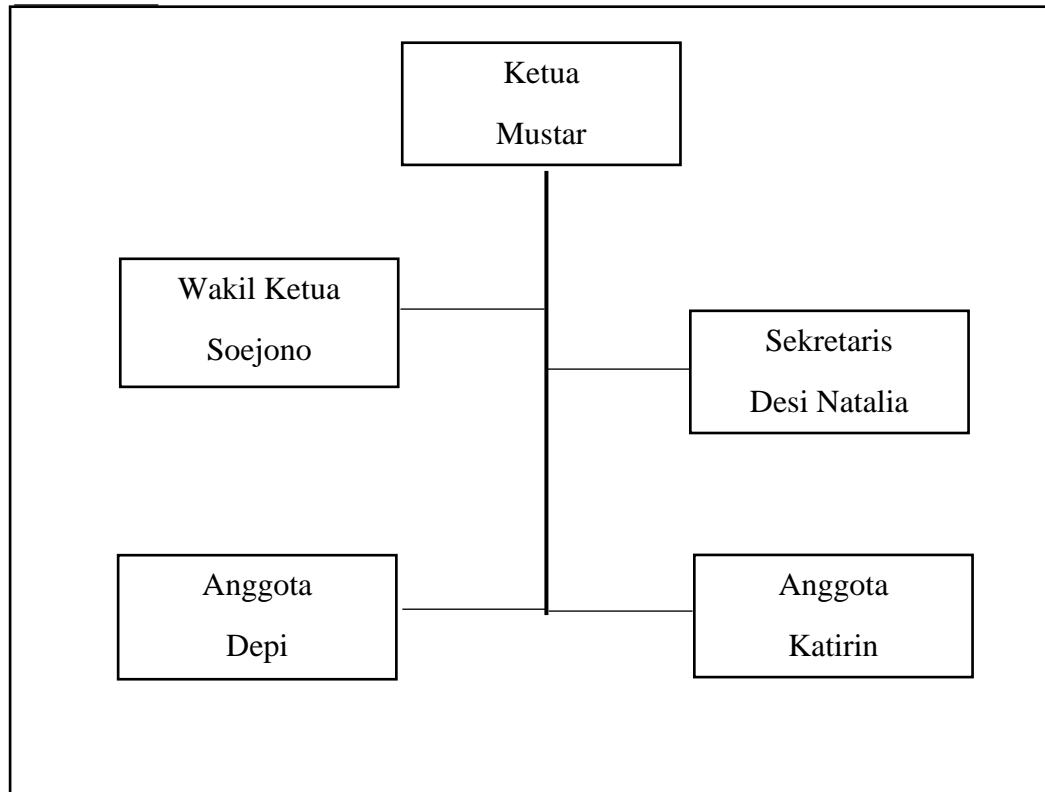 Ketua
Mustar
Wakil Ketua
Soejono
Sekretaris
Desi Natalia
Anggota
Depi
Anggota
Katirin